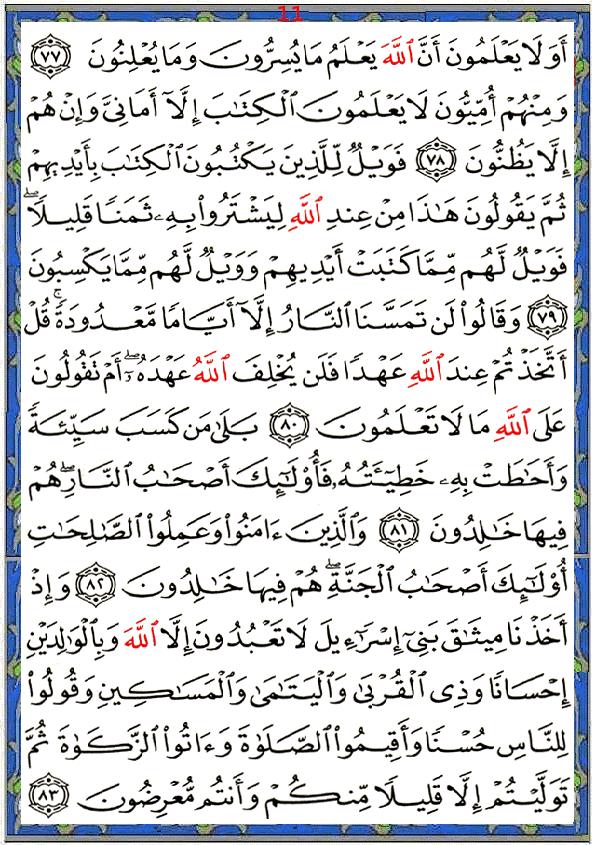 11
أَوَلَا يَعْلَمُونَ أَنَّ ٱللَّهَ يَعْلَمُ مَا يُسِرُّونَ وَمَا يُعْلِنُونَ ٧٧
وَمِنْهُمْ أُمِّيُّونَ لَا يَعْلَمُونَ ٱلْكِتَٰبَ إِلَّآ أَمَانِىَّ وَإِنْ هُمْ
إِلَّا يَظُنُّونَ ٧٨ فَوَيْلٌ لِّلَّذِينَ يَكْتُبُونَ ٱلْكِتَٰبَ بِأَيْدِيهِمْ
ثُمَّ يَقُولُونَ هَٰذَا مِنْ عِندِ ٱللَّهِ لِيَشْتَرُوا۟ بِهِۦ ثَمَنًا قَلِيلًا ۖ
فَوَيْلٌ لَّهُم مِّمَّا كَتَبَتْ أَيْدِيهِمْ وَوَيْلٌ لَّهُم مِّمَّا يَكْسِبُونَ
٧٩ وَقَالُوا۟ لَن تَمَسَّنَا ٱلنَّارُ إِلَّآ أَيَّامًا مَّعْدُودَةً ۚ قُلْ
أَتَّخَذْتُمْ عِندَ ٱللَّهِ عَهْدًا فَلَن يُخْلِفَ ٱللَّهُ عَهْدَهُۥٓ ۖ أَمْ تَقُولُونَ
عَلَى ٱللَّهِ مَا لَا تَعْلَمُونَ ٨٠ بَلَىٰ مَن كَسَبَ سَيِّئَةً
وَأَحَٰطَتْ بِهِۦ خَطِيٓـَٔتُهُۥ فَأُو۟لَٰٓئِكَ أَصْحَٰبُ ٱلنَّارِ ۖ هُمْ
فِيهَا خَٰلِدُونَ ٨١ وَٱلَّذِينَ ءَامَنُوا۟ وَعَمِلُوا۟ ٱلصَّٰلِحَٰتِ
أُو۟لَٰٓئِكَ أَصْحَٰبُ ٱلْجَنَّةِ ۖ هُمْ فِيهَا خَٰلِدُونَ ٨٢ وَإِذْ
أَخَذْنَا مِيثَٰقَ بَنِىٓ إِسْرَٰٓءِيلَ لَا تَعْبُدُونَ إِلَّا ٱللَّهَ وَبِٱلْوَٰلِدَيْنِ
إِحْسَانًا وَذِى ٱلْقُرْبَىٰ وَٱلْيَتَٰمَىٰ وَٱلْمَسَٰكِينِ وَقُولُوا۟
لِلنَّاسِ حُسْنًا وَأَقِيمُوا۟ ٱلصَّلَوٰةَ وَءَاتُوا۟ ٱلزَّكَوٰةَ ثُمَّ
تَوَلَّيْتُمْ إِلَّا قَلِيلًا مِّنكُمْ وَأَنتُم مُّعْرِضُونَ ٨٣